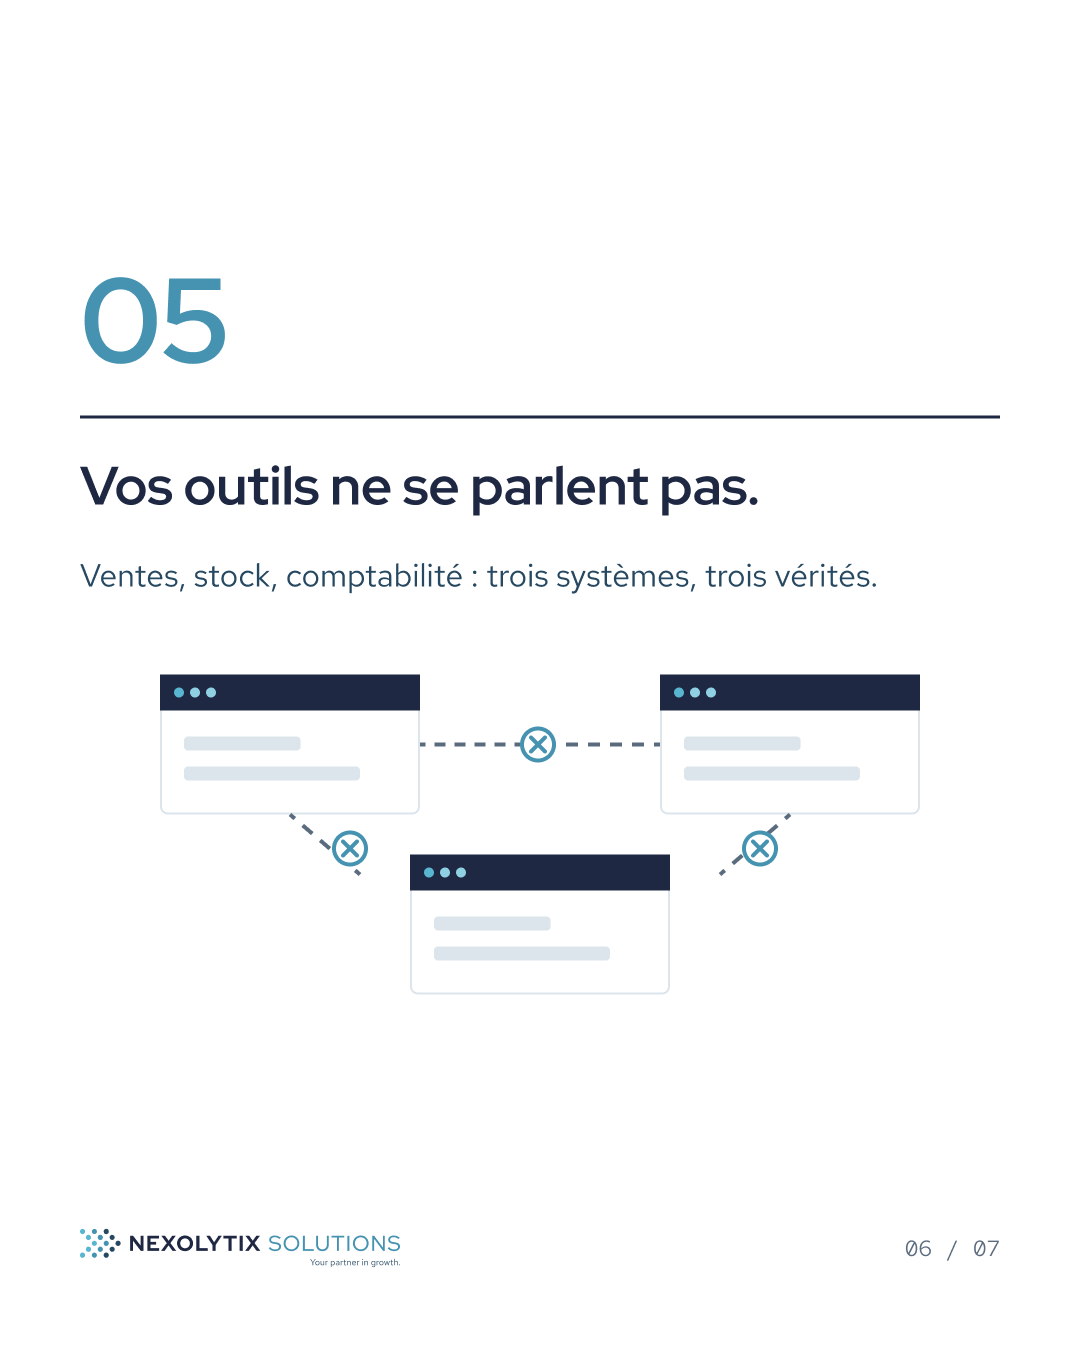 05
Vos outils ne se parlent pas.
Ventes, stock, comptabilité : trois systèmes, trois vérités.
NEXOLYTIX SOLUTIONS
Your partner in growth.
06 / 07